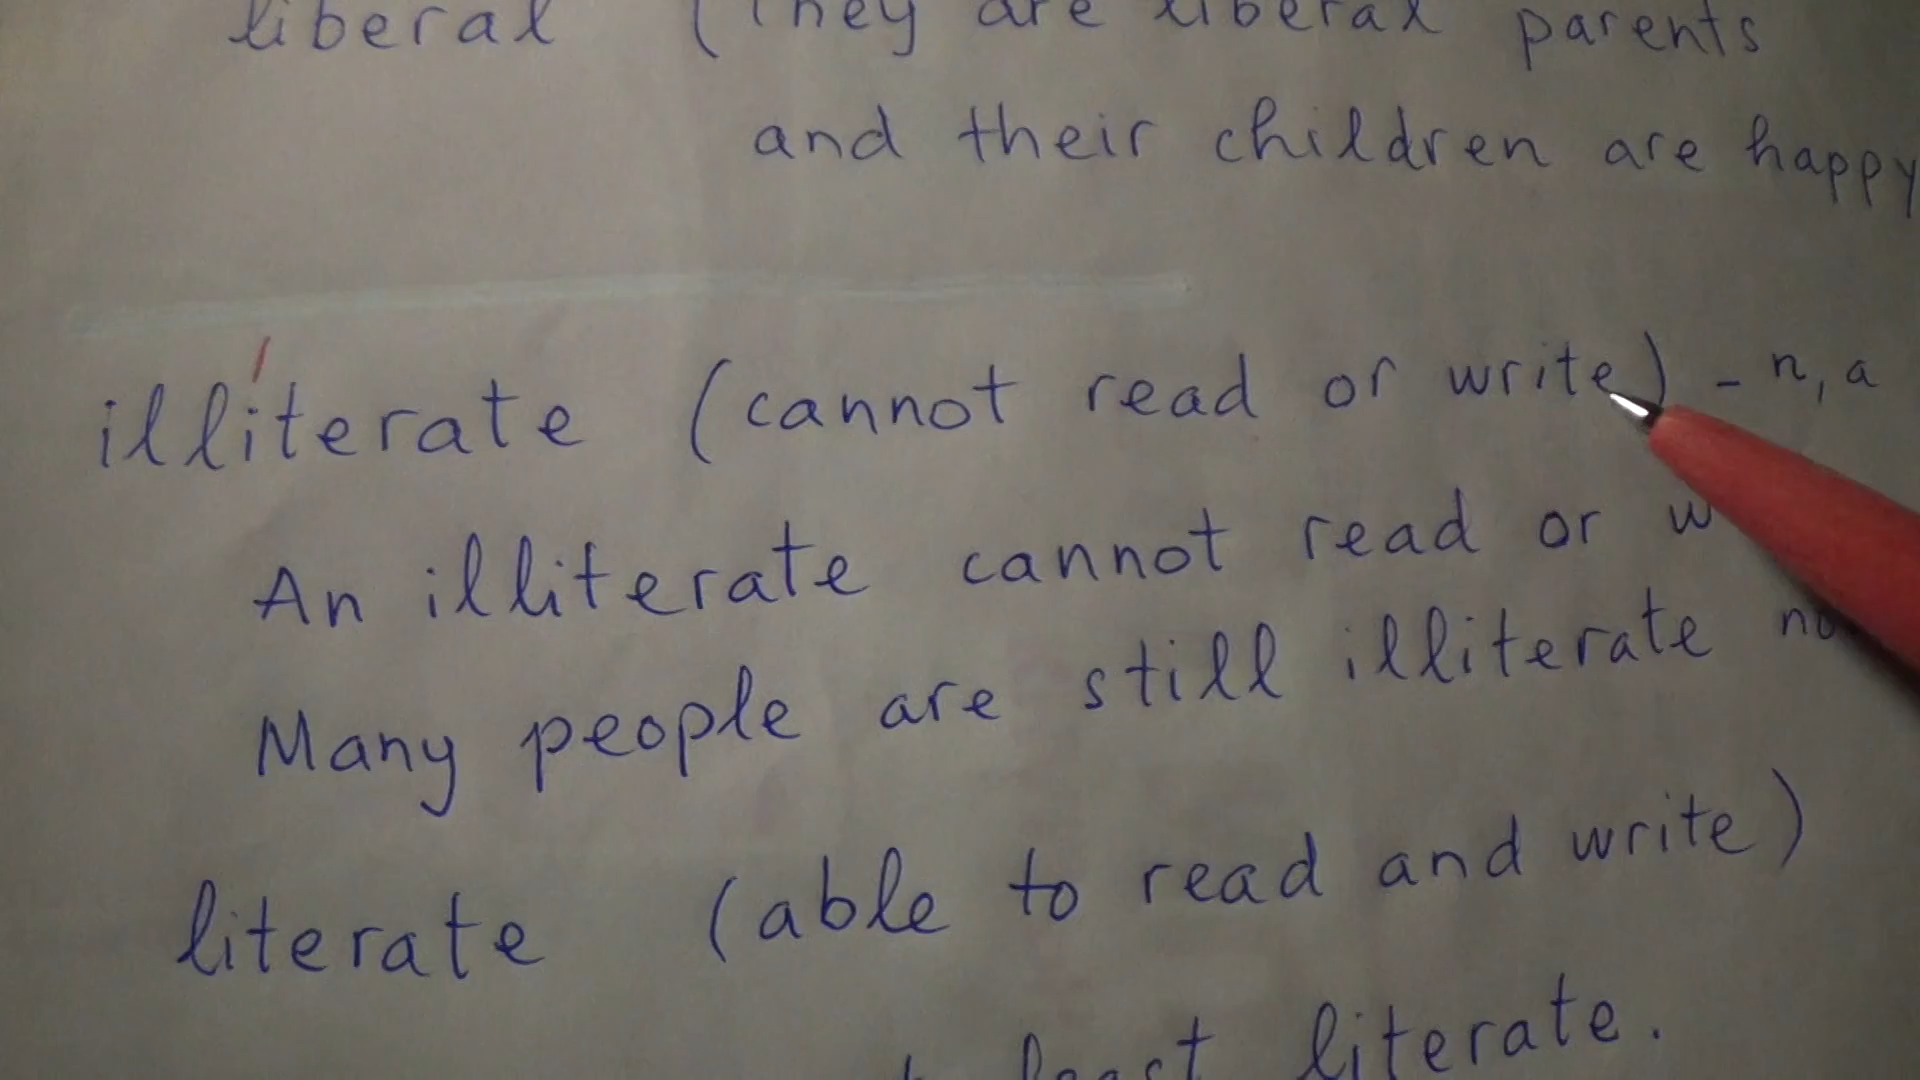 liberal (They are liberal parents
and their children are happy
illiterate (cannot read or write) - n, a
An illiterate cannot read or
Many people are still illiterate
literate (able to read and write)
least literate.